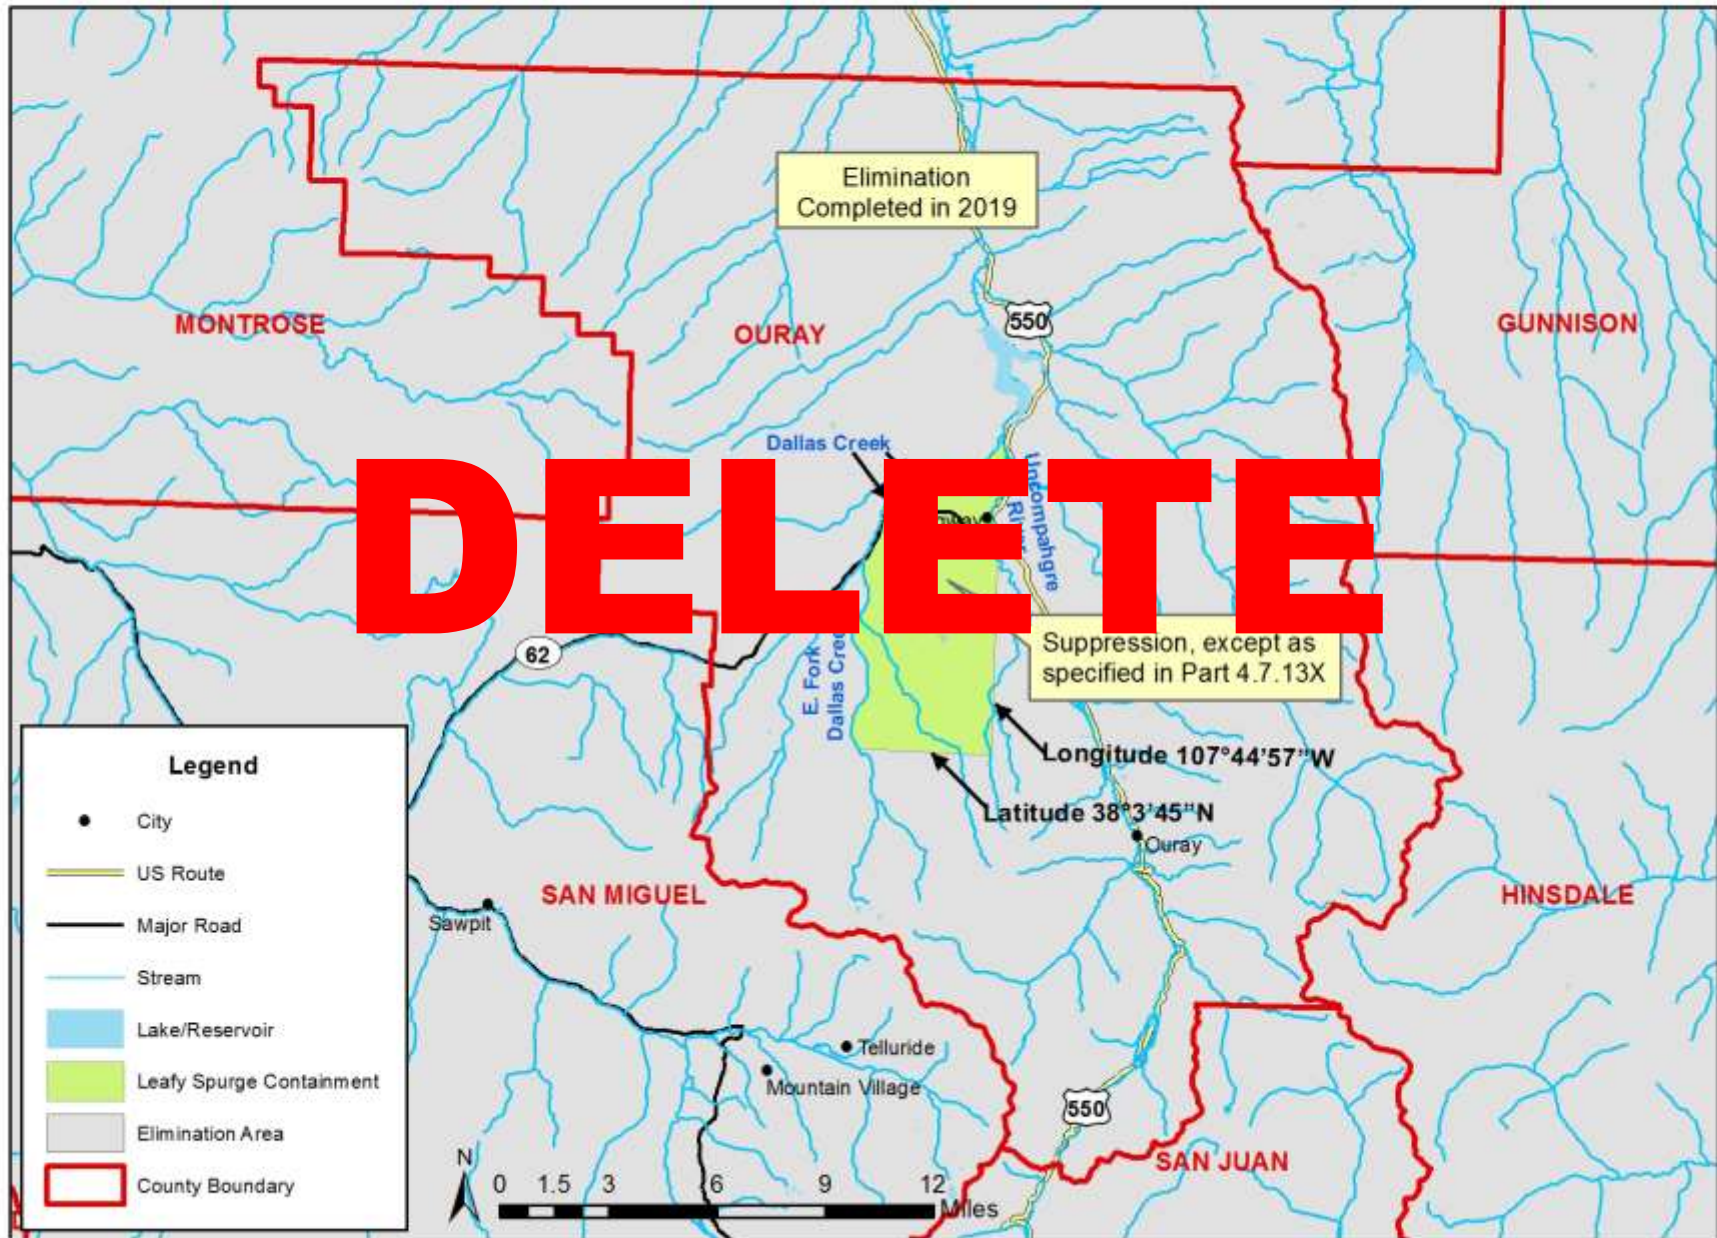 Elimination
Completed in 2019
MONTROSE
OURAY
550
GUNNISON
Dallas Creek
DELETE
Uncompahgre
62
E. Fork
Suppression, except as
specified in Part 4.7.13X
Longitude 107°44'57"W
Latitude 38°3'45"N
Ouray
SAN MIGUEL
HINSDALE
Sawpit
Telluride
Mountain Village
550
SAN JUAN
Legend
City
US Route
Major Road
Stream
Lake/Reservoir
Leafy Spurge Containment
Elimination Area
County Boundary
N
0 1.5 3 6 9 12
Miles